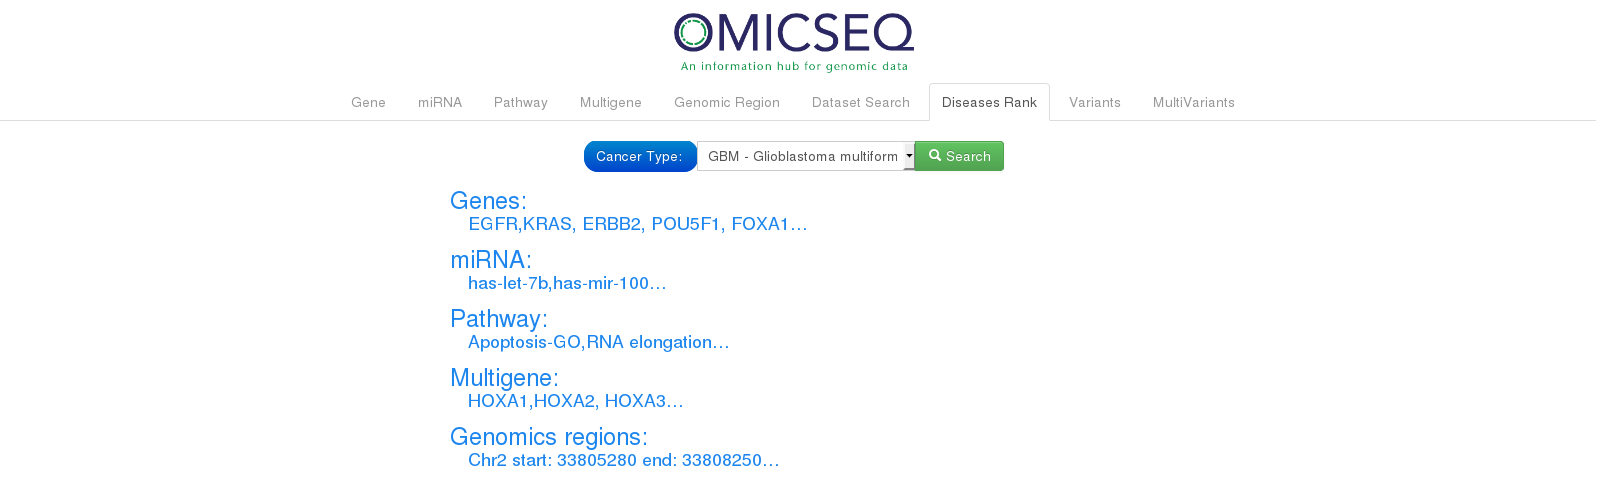 OMICSEQ
An information hub for genomic data
Gene miRNA Pathway Multigene Genomic Region Dataset Search Diseases Rank Variants MultiVariants
Cancer Type: GBM - Glioblastoma multiform Search
Genes:
EGFR,KRAS, ERBB2, POU5F1, FOXA1...
miRNA:
has-let-7b,has-mir-100...
Pathway:
Apoptosis-GO,RNA elongation...
Multigene:
HOXA1,HOXA2, HOXA3...
Genomics regions:
Chr2 start: 33805280 end: 33808250...